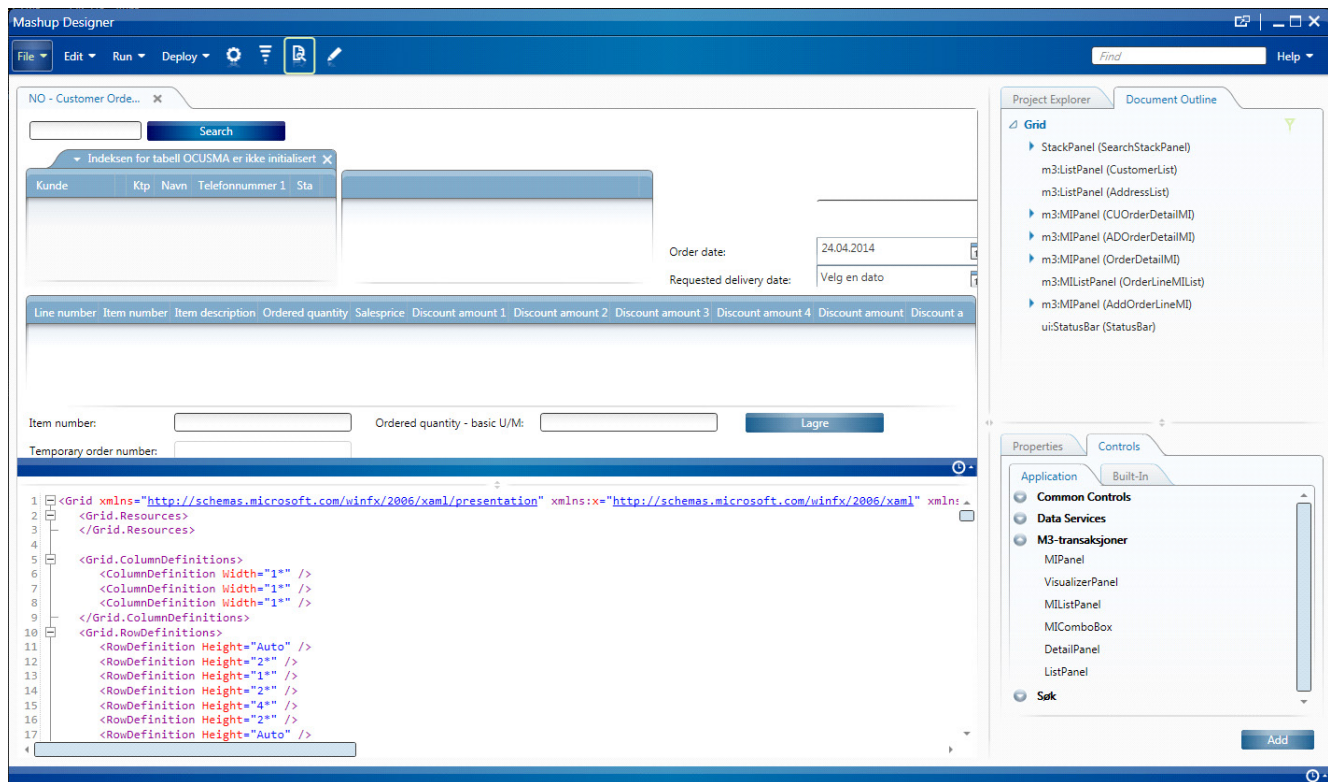 Mashup Designer
File Edit Run Deploy Find Help
NO - Customer Orde...
Search
Indeksen for tabell OCUSMA er ikke initialisert
Kunde Ktp Navn Telefonnummer 1 Sta
Order date: 24.04.2014
Requested delivery date: Velg en dato
Line number Item number Item description Ordered quantity Salesprice Discount amount 1 Discount amount 2 Discount amount 3 Discount amount 4 Discount amount Discount a
Item number: Ordered quantity - basic U/M: Lagre
Temporary order number:
1 <Grid xmlns="http://schemas.microsoft.com/winfx/2006/xaml/presentation" xmlns:x="http://schemas.microsoft.com/winfx/2006/xaml" xmlns
2 <Grid.Resources>
3 </Grid.Resources>
4
5 <Grid.ColumnDefinitions>
6 <ColumnDefinition Width="1*" />
7 <ColumnDefinition Width="1*" />
8 <ColumnDefinition Width="1*" />
9 </Grid.ColumnDefinitions>
10 <Grid.RowDefinitions>
11 <RowDefinition Height="Auto" />
12 <RowDefinition Height="2*" />
13 <RowDefinition Height="1*" />
14 <RowDefinition Height="2*" />
15 <RowDefinition Height="4*" />
16 <RowDefinition Height="2*" />
17 <RowDefinition Height="Auto" />
Project Explorer Document Outline
Grid
StackPanel (SearchStackPanel)
m3:ListPanel (CustomerList)
m3:ListPanel (AddressList)
m3:MIPanel (CUOrderDetailMI)
m3:MIPanel (ADOrderDetailMI)
m3:MIPanel (OrderDetailMI)
m3:MIListPanel (OrderLineMIList)
m3:MIPanel (AddOrderLineMI)
ui:StatusBar (StatusBar)
Properties Controls
Application Built-In
Common Controls
Data Services
M3-transaksjoner
MIPanel
VisualizerPanel
MIListPanel
MIComboBox
DetailPanel
ListPanel
Søk
Add